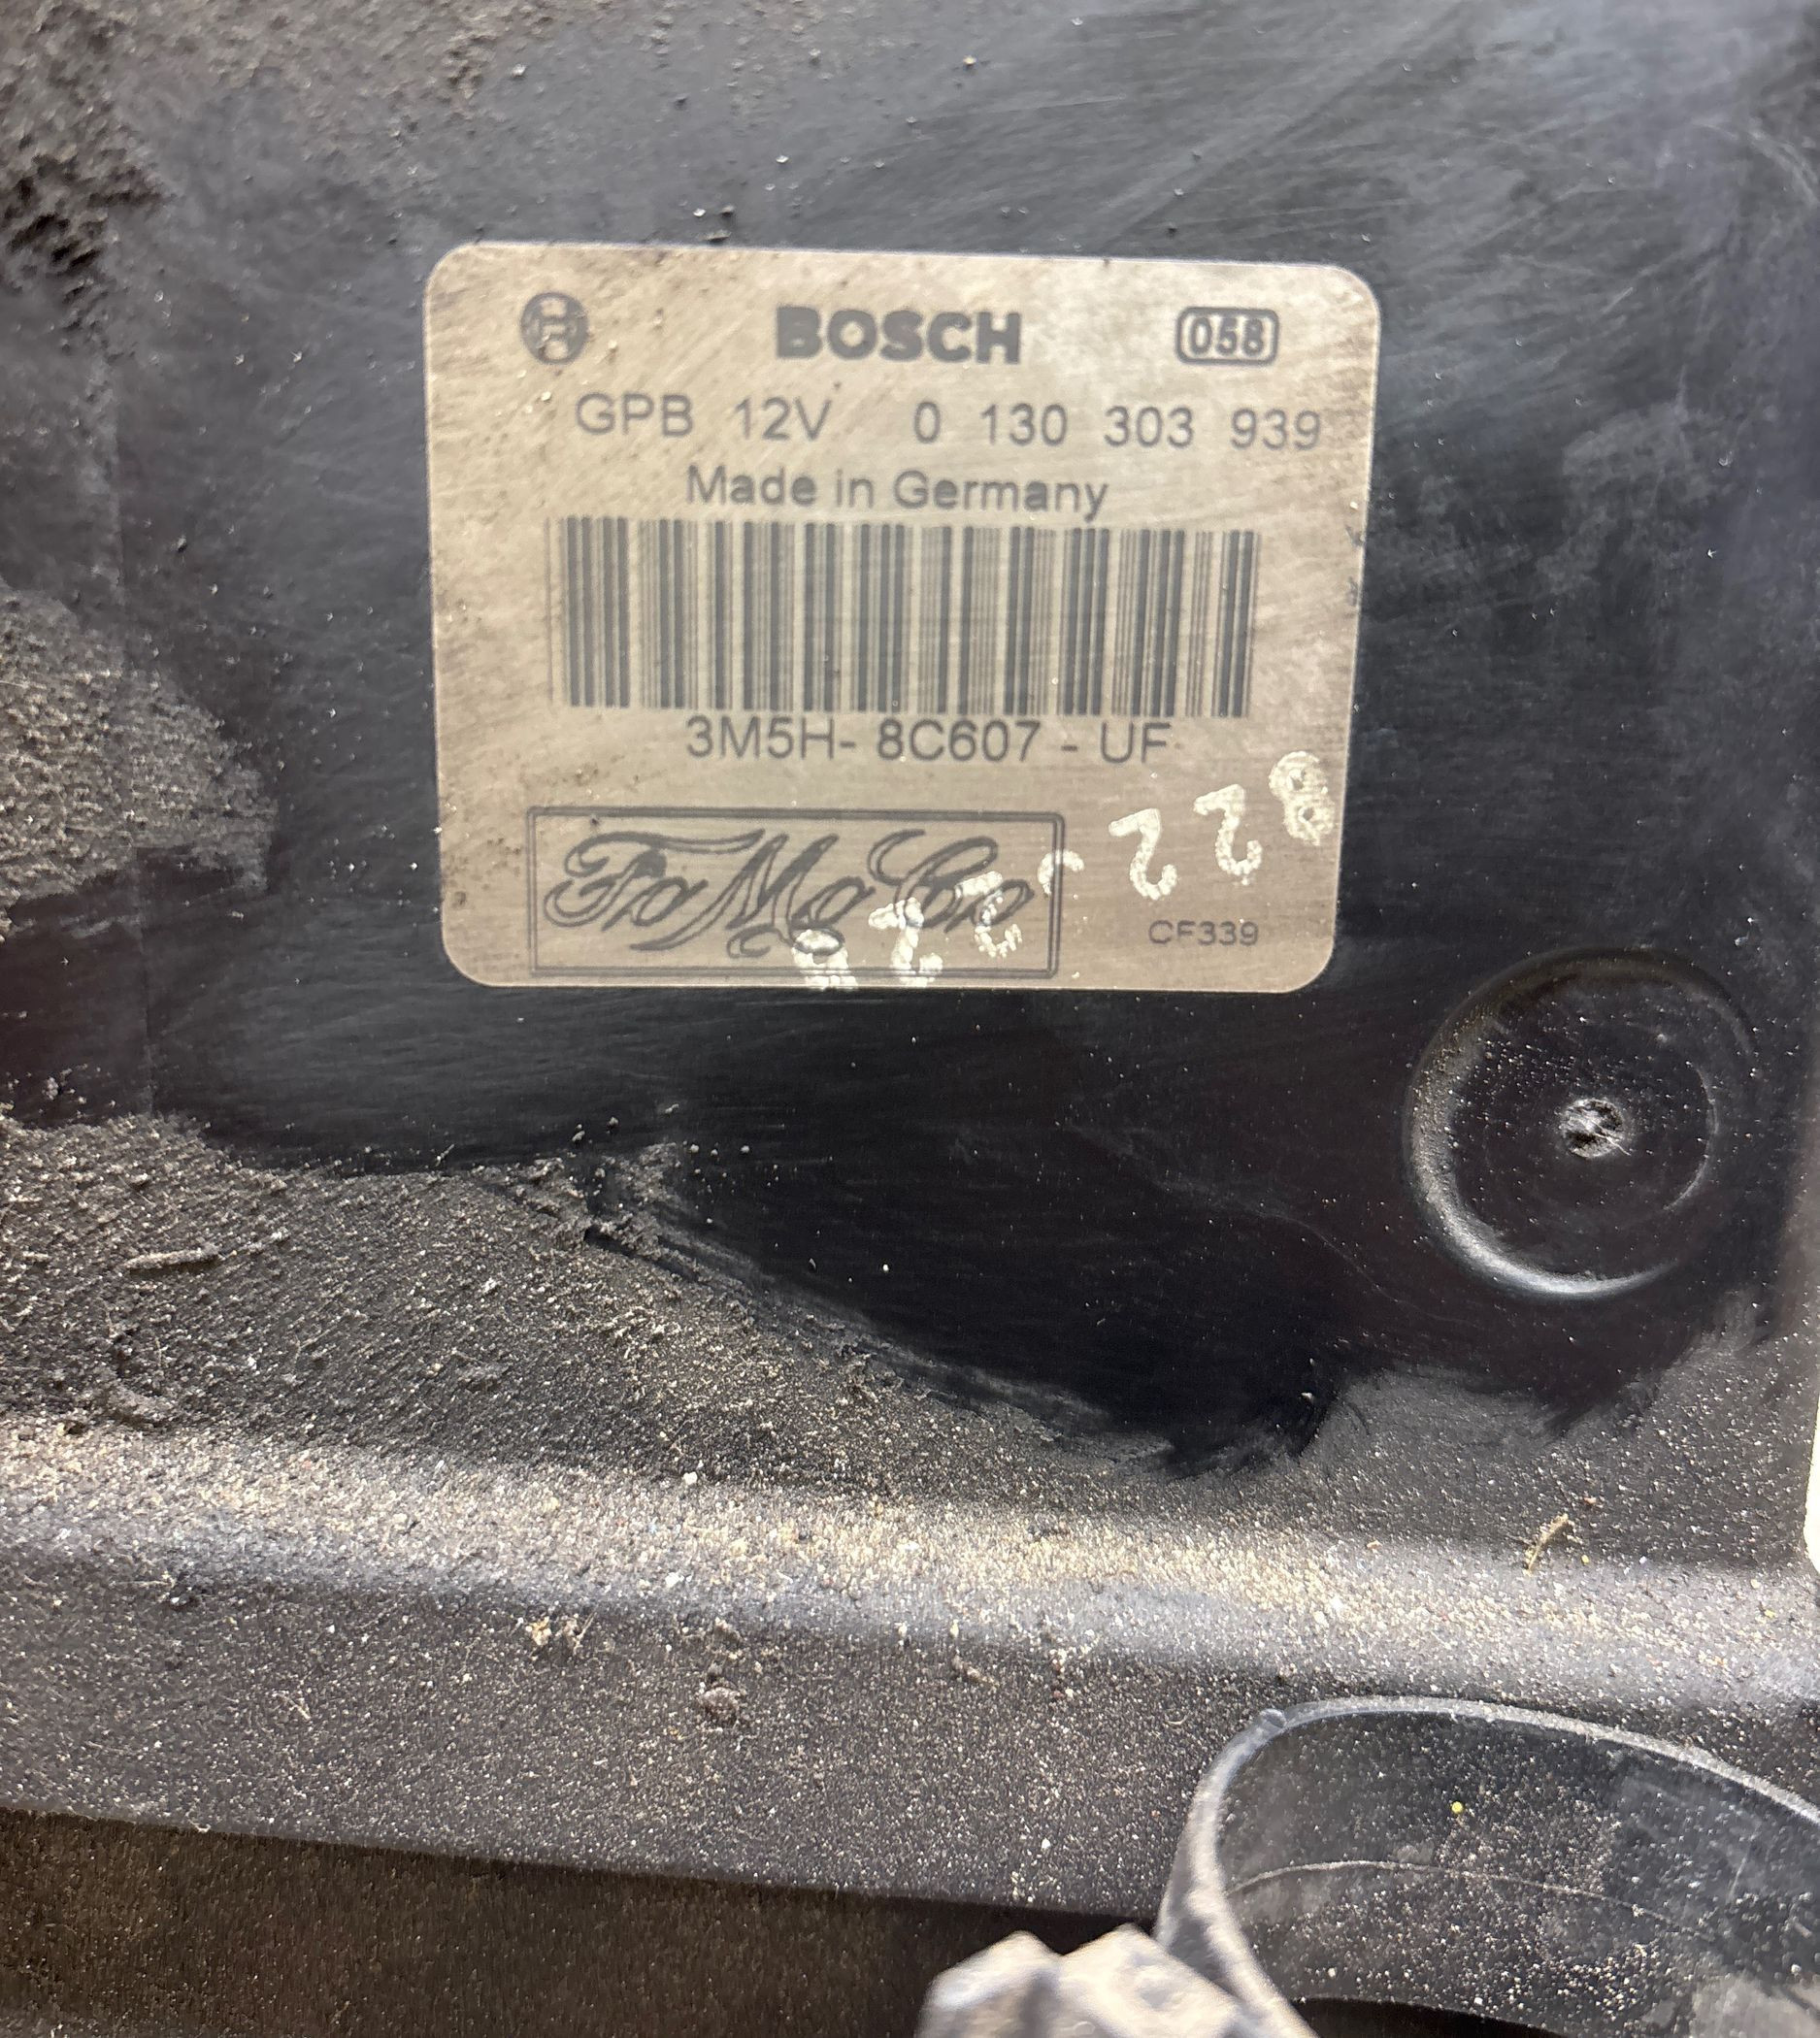 BOSCH 058
GPB 12V 0 130 303 939
Made in Germany
3M5H- 8C607 - UF
FoMoCo
CF339